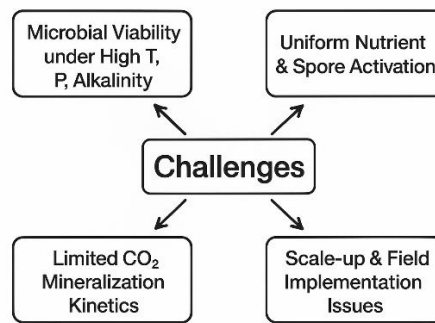 Microbial Viability
under High T,
P, Alkalinity
Uniform Nutrient
& Spore Activation
Challenges
Limited CO₂
Mineralization
Kinetics
Scale-up & Field
Implementation
Issues